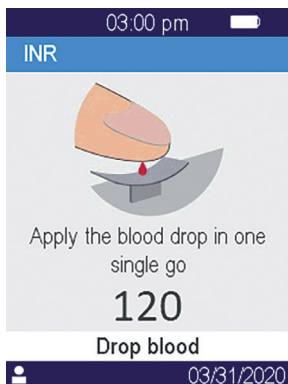 03:00 pm
INR
Apply the blood drop in one
single go
120
Drop blood
03/31/2020